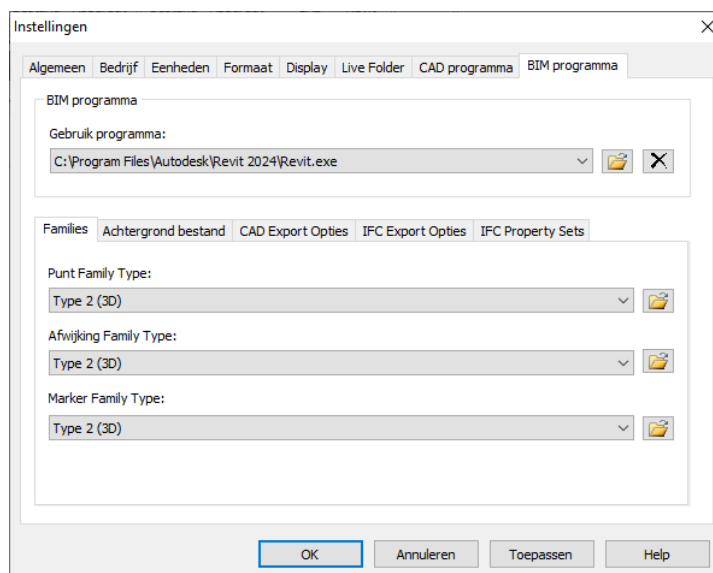 Instellingen
Algemeen Bedrijf Eenheden Formaat Display Live Folder CAD programma BIM programma
BIM programma
Gebruik programma:
C:\Program Files\Autodesk\Revit 2024\Revit.exe
Families Achtergrond bestand CAD Export Opties IFC Export Opties IFC Property Sets
Punt Family Type:
Type 2 (3D)
Afwijking Family Type:
Type 2 (3D)
Marker Family Type:
Type 2 (3D)
OK Annuleren Toepassen Help